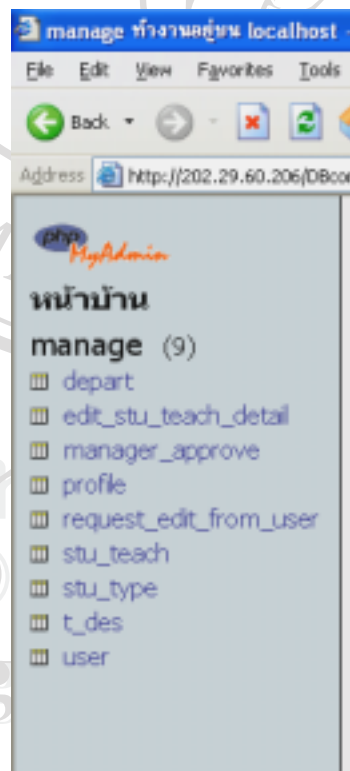 manage ทำงานอยู่บน localhost -
File Edit View Favorites Tools
Back
Address http://202.29.60.206/DBcon
php
MyAdmin
หน้าบ้าน
manage (9)
depart
edit_stu_teach_detail
manager_approve
profile
request_edit_from_user
stu_teach
stu_type
t_des
user